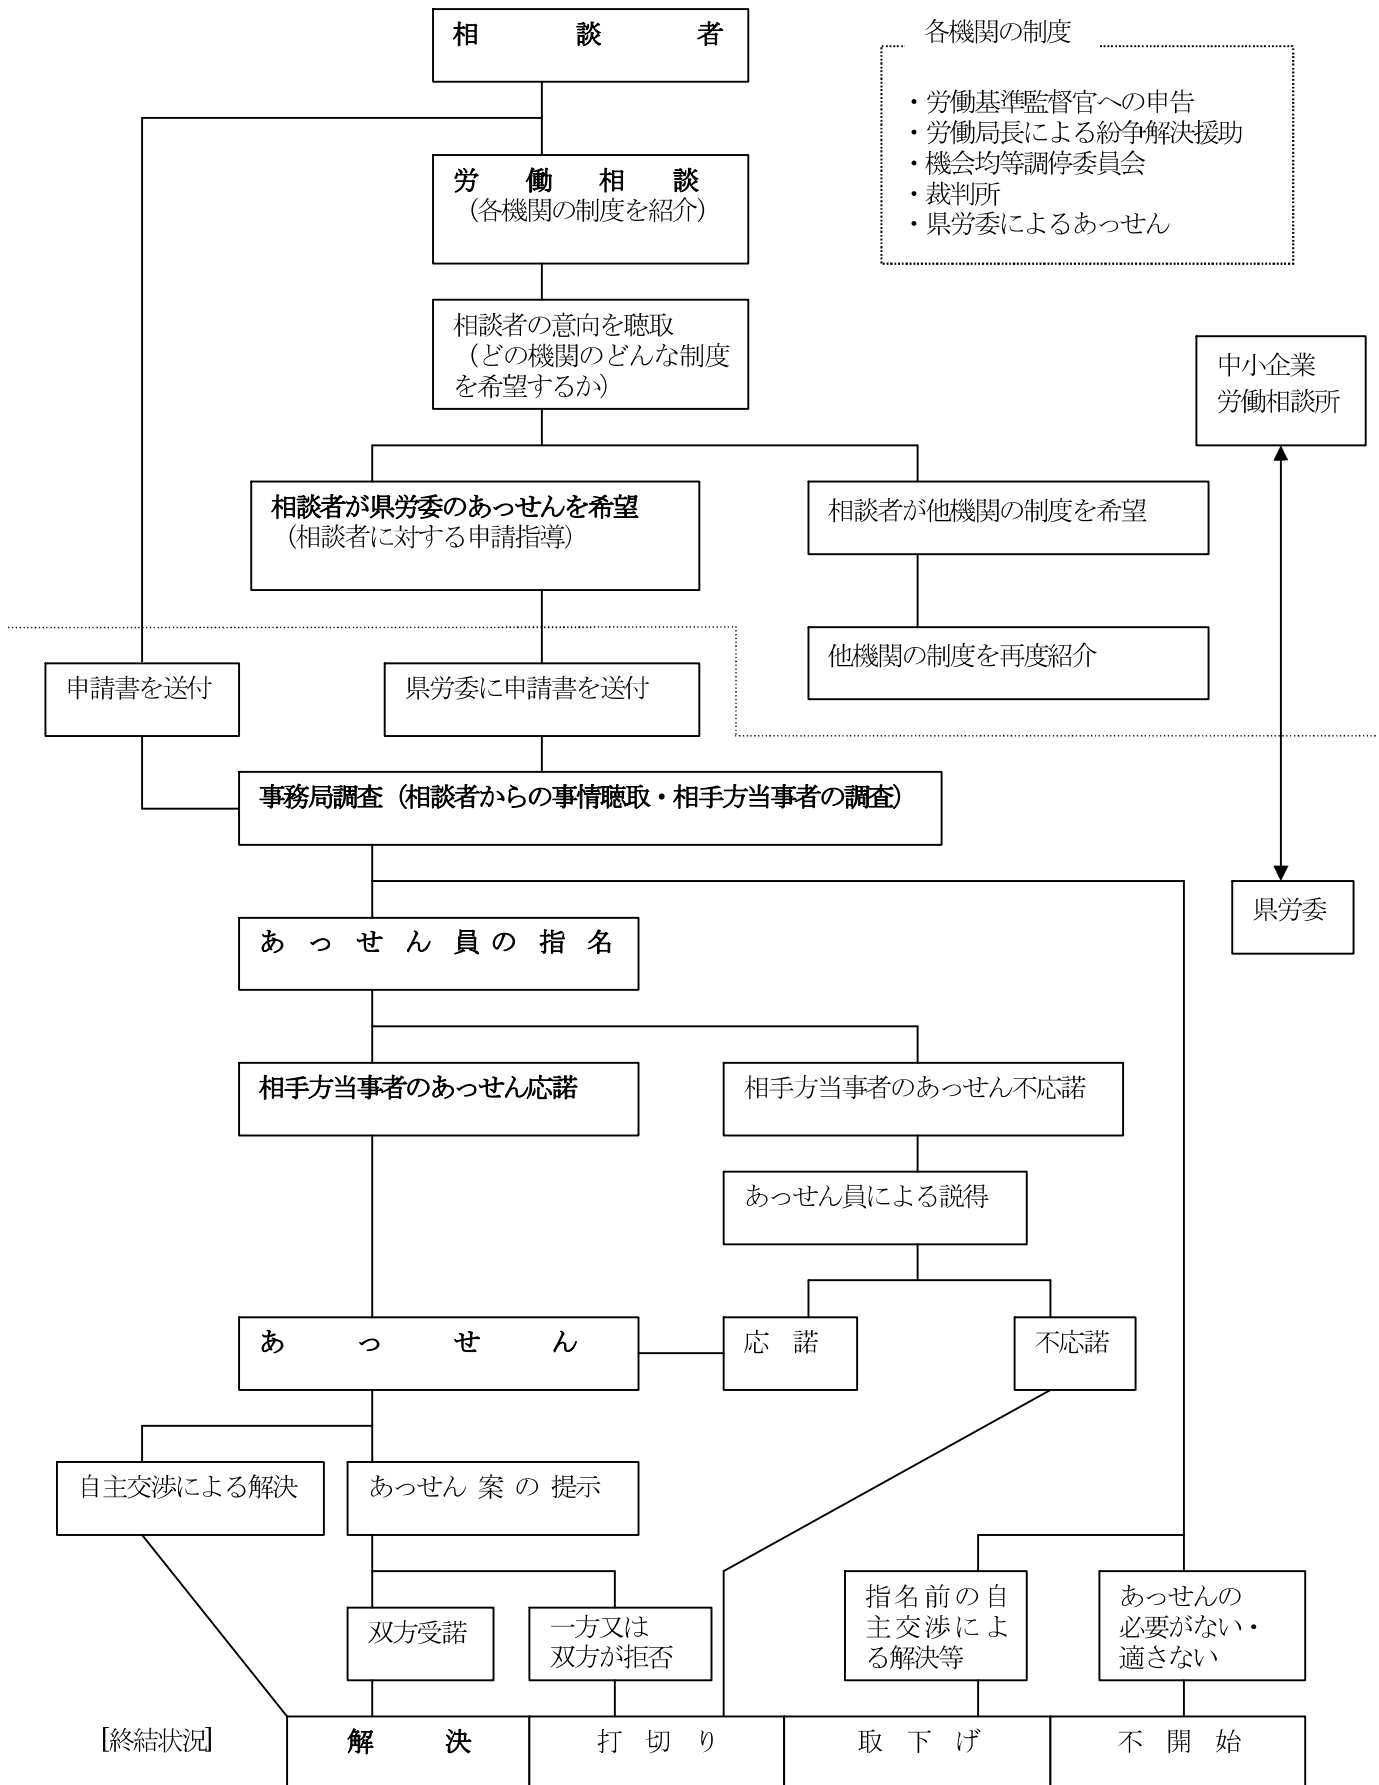 相談者
各機関の制度
・労働基準監督官への申告
・労働局長による紛争解決援助
・機会均等調停委員会
・裁判所
・県労委によるあっせん
労働相談
（各機関の制度を紹介）
相談者の意向を聴取
（どの機関のどんな制度
を希望するか）
中小企業
労働相談所
相談者が県労委のあっせんを希望
（相談者に対する申請指導）
相談者が他機関の制度を希望
他機関の制度を再度紹介
申請書を送付
県労委に申請書を送付
事務局調査（相談者からの事情聴取・相手方当事者の調査）
県労委
あっせん員の指名
相手方当事者のあっせん応諾
相手方当事者のあっせん不応諾
あっせん員による説得
あっせん
応諾
不応諾
自主交渉による解決
あっせん案の提示
双方受諾
一方又は
双方が拒否
指名前の自
主交渉によ
る解決等
あっせんの
必要がない・
適さない
[終結状況]
解決
打切り
取下げ
不開始